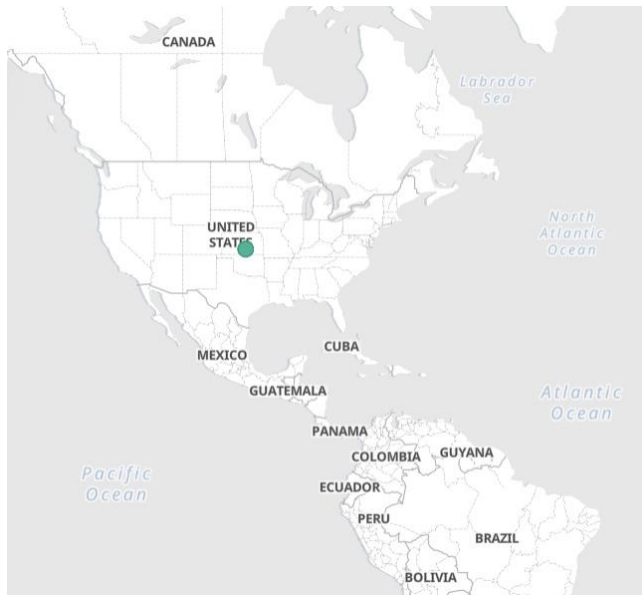 CANADA
Labrador
Sea
North
Atlantic
Ocean
UNITED
STATES
CUBA
MEXICO
GUATEMALA
Atlantic
Ocean
PANAMA
COLOMBIA
GUYANA
Pacific
Ocean
ECUADOR
PERU
BRAZIL
BOLIVIA